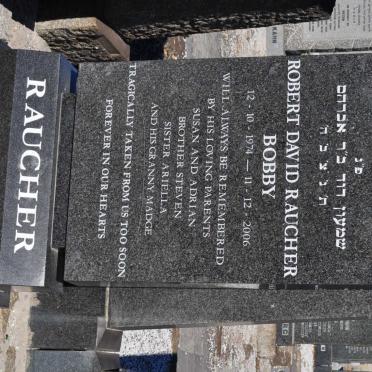 פ״נ
שמעון דוד בר אברהם
ת נ צ ב ה
ROBERT DAVID RAUCHER
BOBBY
12 - 10 - 1974 — 11 - 12 - 2006
WILL ALWAYS BE REMEMBERED
BY HIS LOVING PARENTS
SUSAN AND ADRIAN
BROTHER STEVEN
SISTER ARIELLA
AND HIS GRANNY MADGE
TRAGICALLY TAKEN FROM US TOO SOON
FOREVER IN OUR HEARTS
RAUCHER
KAHN